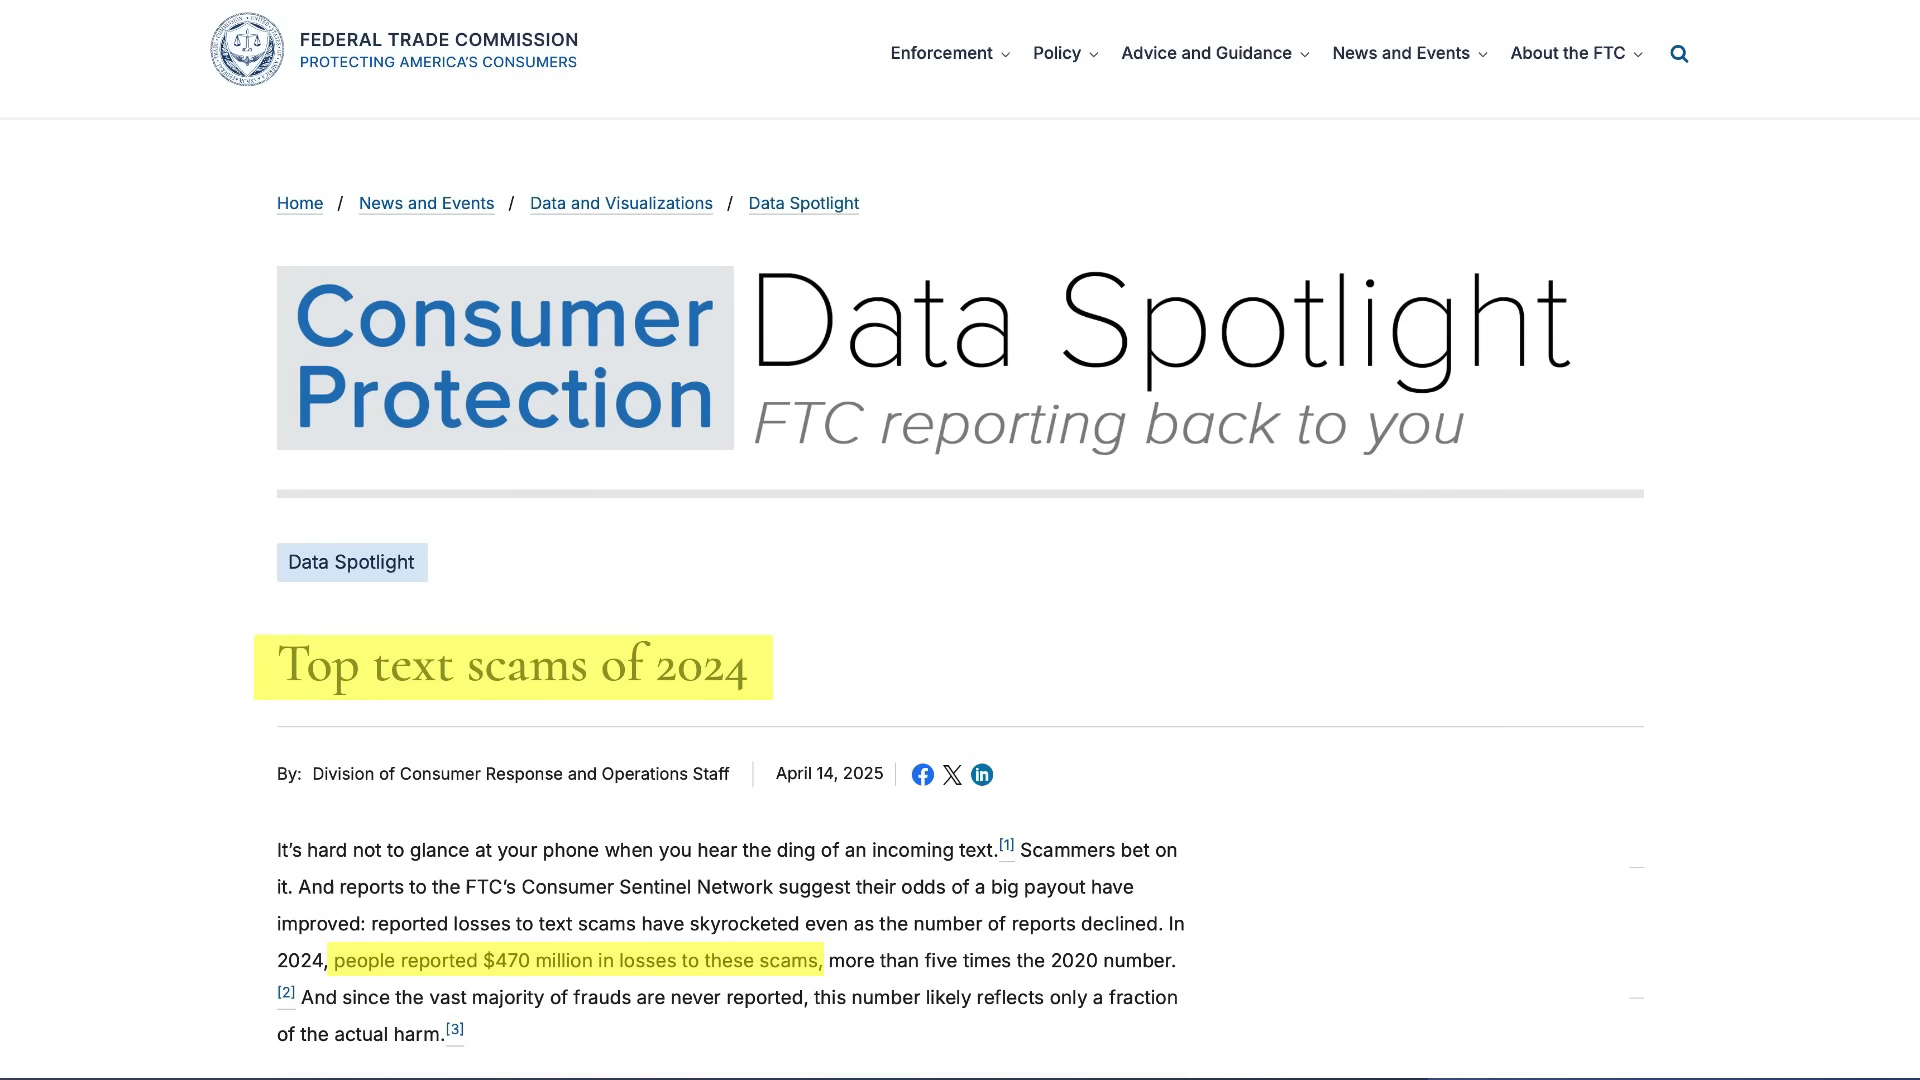 FEDERAL TRADE COMMISSION
PROTECTING AMERICA'S CONSUMERS
Enforcement Policy Advice and Guidance News and Events About the FTC
Home / News and Events / Data and Visualizations / Data Spotlight
Consumer
Protection
Data Spotlight
FTC reporting back to you
Data Spotlight
Top text scams of 2024
By: Division of Consumer Response and Operations Staff April 14, 2025
It's hard not to glance at your phone when you hear the ding of an incoming text.[1] Scammers bet on
it. And reports to the FTC's Consumer Sentinel Network suggest their odds of a big payout have
improved: reported losses to text scams have skyrocketed even as the number of reports declined. In
2024, people reported $470 million in losses to these scams, more than five times the 2020 number.
[2] And since the vast majority of frauds are never reported, this number likely reflects only a fraction
of the actual harm.[3]